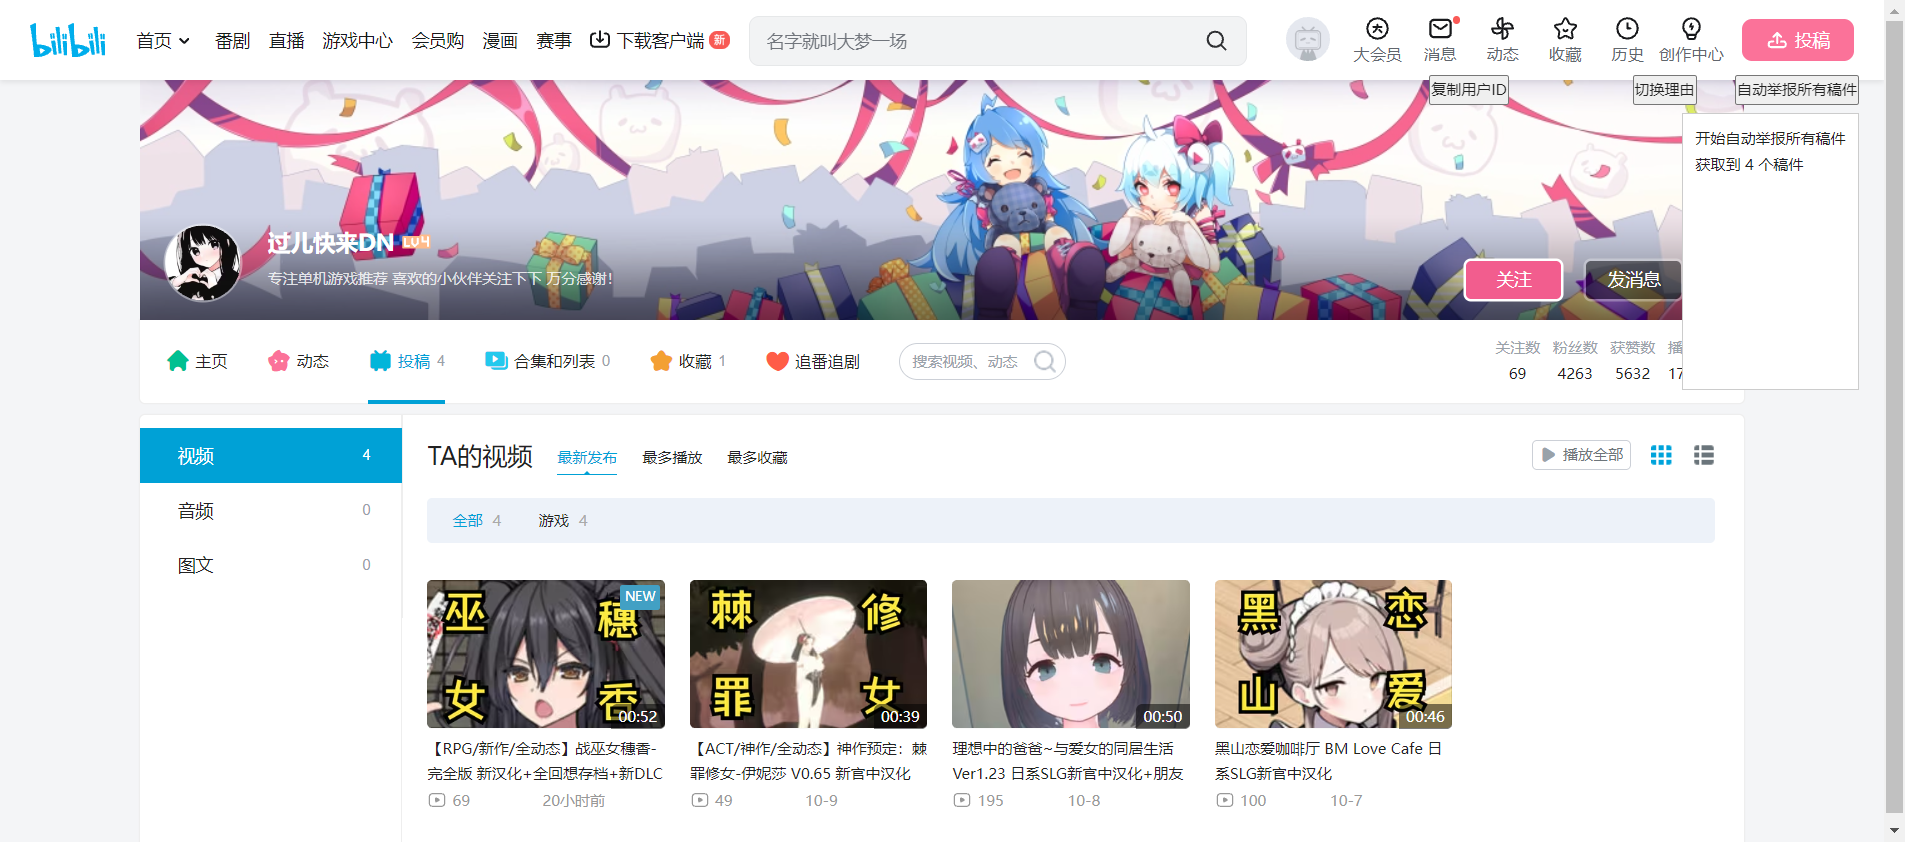 bilibili
首页
番剧
直播
游戏中心
会员购
漫画
赛事
下载客户端
新
名字就叫大梦一场
大会员
消息
动态
收藏
历史
创作中心
投稿
复制用户ID
切换理由
自动举报所有稿件
开始自动举报所有稿件
获取到 4 个稿件
过儿快来DN LV4
专注单机游戏推荐 喜欢的小伙伴关注下下 万分感谢!
关注
发消息
主页
动态
投稿 4
合集和列表 0
收藏 1
追番追剧
搜索视频、动态
关注数 粉丝数 获赞数 播
69 4263 5632 17
视频 4
音频 0
图文 0
TA的视频
最新发布
最多播放
最多收藏
播放全部
全部 4
游戏 4
巫 穗
女 香
NEW
00:52
【RPG/新作/全动态】战巫女穗香-
完全版 新汉化+全回想存档+新DLC
69 20小时前
棘 修
罪 女
00:39
【ACT/神作/全动态】神作预定：棘
罪修女-伊妮莎 V0.65 新官中汉化
49 10-9
00:50
理想中的爸爸~与爱女的同居生活
Ver1.23 日系SLG新官中汉化+朋友
195 10-8
黑 恋
山 爱
00:46
黑山恋爱咖啡厅 BM Love Cafe 日
系SLG新官中汉化
100 10-7